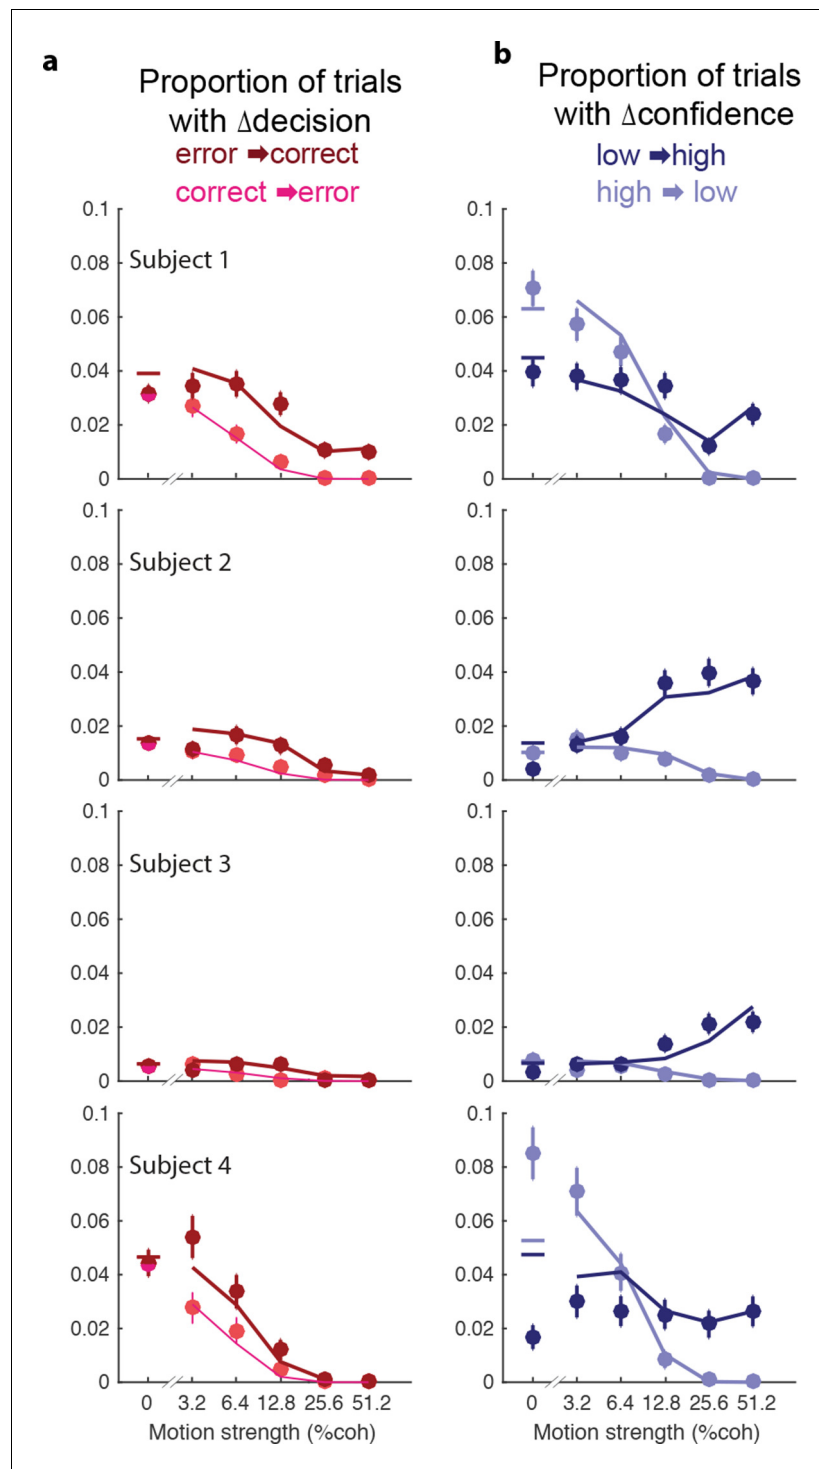 a
Proportion of trials
with Δdecision
error ➡correct
correct ➡error
b
Proportion of trials
with Δconfidence
low ➡high
high ➡ low
0.1
0.08
0.06
0.04
0.02
0
Subject 1
0.1
0.08
0.06
0.04
0.02
0
0.1
0.08
0.06
0.04
0.02
0
Subject 2
0.1
0.08
0.06
0.04
0.02
0
0.1
0.08
0.06
0.04
0.02
0
Subject 3
0.1
0.08
0.06
0.04
0.02
0
0.1
0.08
0.06
0.04
0.02
0
Subject 4
0 3.2 6.4 12.8 25.6 51.2
Motion strength (%coh)
0.1
0.08
0.06
0.04
0.02
0
0 3.2 6.4 12.8 25.6 51.2
Motion strength (%coh)